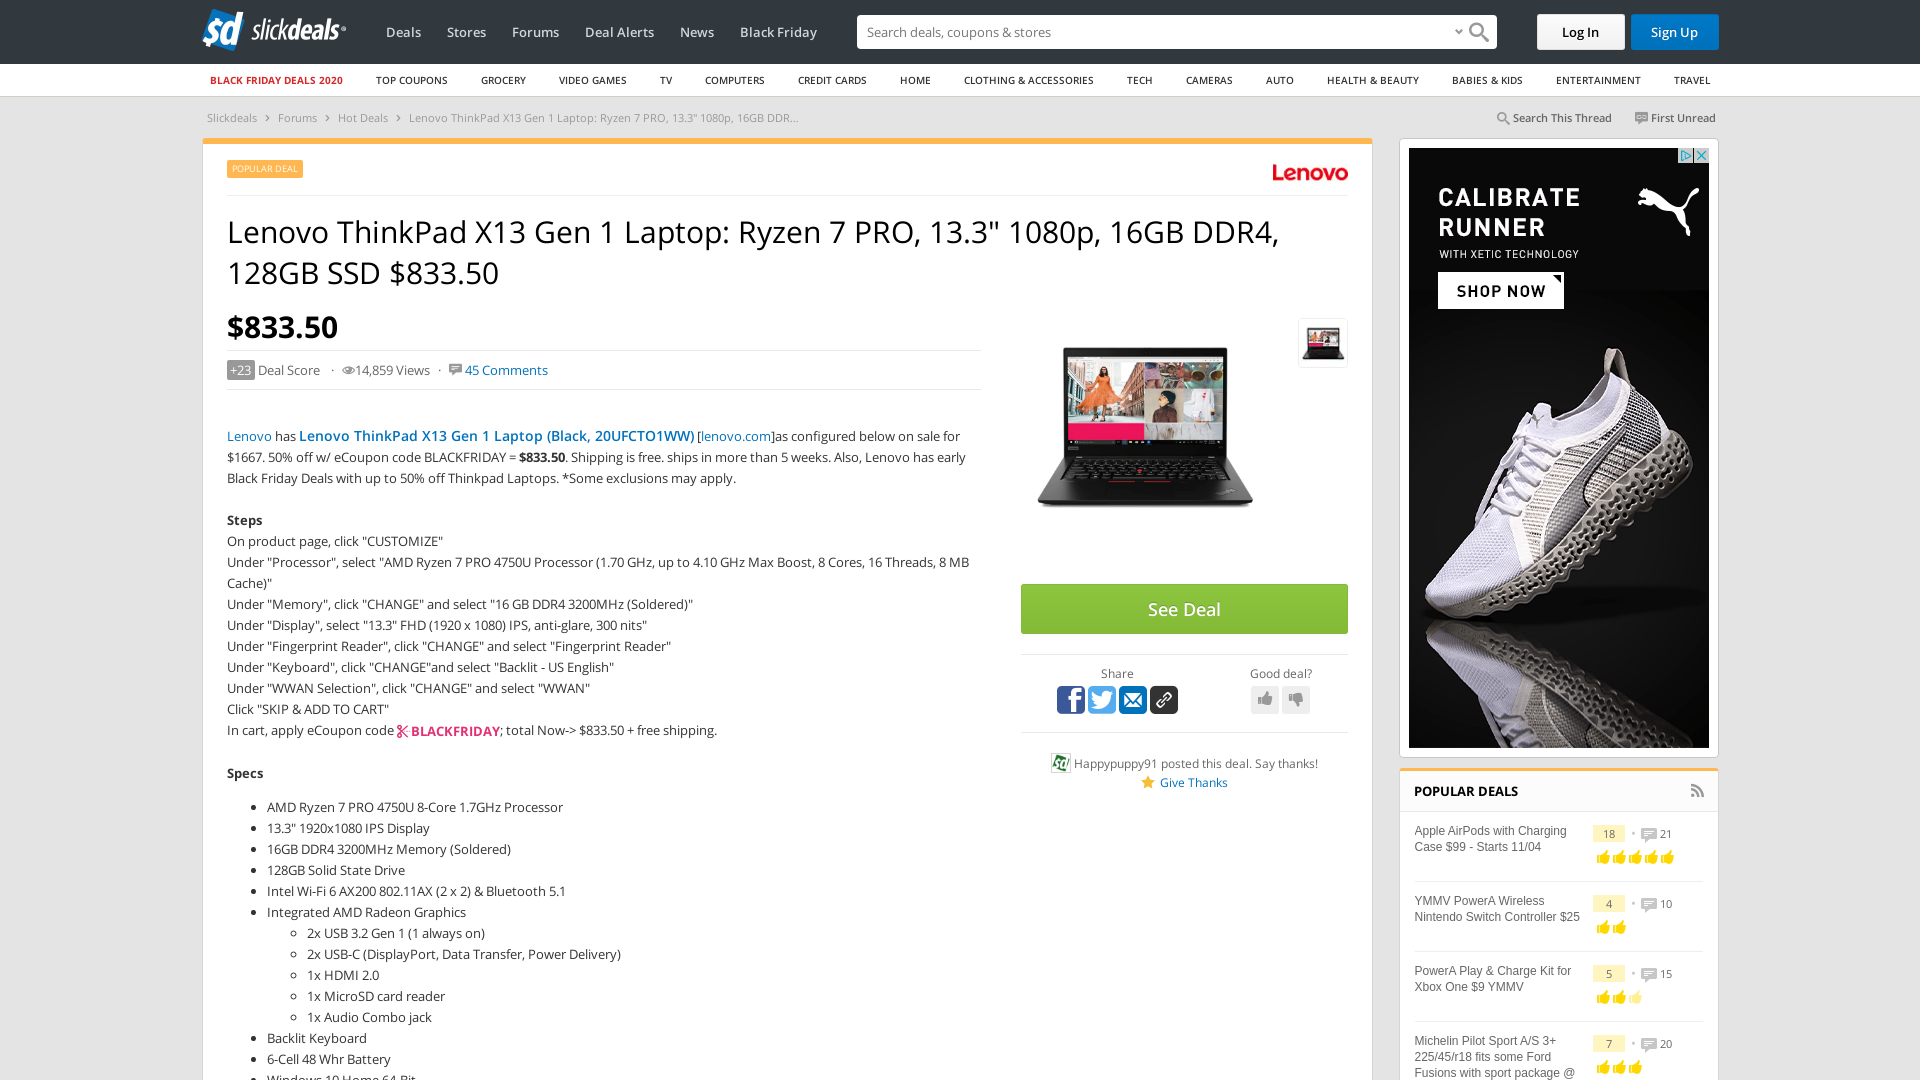 slickdeals
Deals Stores Forums Deal Alerts News Black Friday
Search deals, coupons & shops
Log In
Sign Up
BLACK FRIDAY DEALS 2020 TOP COUPONS GROCERY VIDEO GAMES TV COMPUTERS CREDIT CARDS HOME CLOTHING & ACCESSORIES TECH CAMERAS AUTO HEALTH & BEAUTY BABIES & KIDS ENTERTAINMENT TRAVEL
Slickdeals > Forums > Hot Deals > Lenovo ThinkPad X13 Gen 1 Laptop: Ryzen 7 PRO, 13.3" 1080p, 16GB DDR...
Search This Thread First Unread
POPULAR DEAL
Lenovo
Lenovo ThinkPad X13 Gen 1 Laptop: Ryzen 7 PRO, 13.3" 1080p, 16GB DDR4,
128GB SSD $833.50
$833.50
+23 Deal Score · 14,859 Views · 45 Comments
Lenovo has Lenovo ThinkPad X13 Gen 1 Laptop (Black, 20UFCTO1WW) [lenovo.com]as configured below on sale for
$1667. 50% off w/ eCoupon code BLACKFRIDAY = $833.50. Shipping is free. ships in more than 5 weeks. Also, Lenovo has early
Black Friday Deals with up to 50% off Thinkpad Laptops. *Some exclusions may apply.
Steps
On product page, click "CUSTOMIZE"
Under "Processor", select "AMD Ryzen 7 PRO 4750U Processor (1.70 GHz, up to 4.10 GHz Max Boost, 8 Cores, 16 Threads, 8 MB
Cache)"
Under "Memory", click "CHANGE" and select "16 GB DDR4 3200MHz (Soldered)"
Under "Display", select "13.3" FHD (1920 x 1080) IPS, anti-glare, 300 nits"
Under "Fingerprint Reader", click "CHANGE" and select "Fingerprint Reader"
Under "Keyboard", click "CHANGE"and select "Backlit - US English"
Under "WWAN Selection", click "CHANGE" and select "WWAN"
Click "SKIP & ADD TO CART"
In cart, apply eCoupon code BLACKFRIDAY; total Now-> $833.50 + free shipping.
Specs
AMD Ryzen 7 PRO 4750U 8-Core 1.7GHz Processor
13.3" 1920x1080 IPS Display
16GB DDR4 3200MHz Memory (Soldered)
128GB Solid State Drive
Intel Wi-Fi 6 AX200 802.11AX (2 x 2) & Bluetooth 5.1
Integrated AMD Radeon Graphics
2x USB 3.2 Gen 1 (1 always on)
2x USB-C (DisplayPort, Data Transfer, Power Delivery)
1x HDMI 2.0
1x MicroSD card reader
1x Audio Combo jack
Backlit Keyboard
6-Cell 48 Whr Battery
Windows 10 Home 64-Bit
See Deal
Share
Good deal?
Happypuppy91 posted this deal. Say thanks!
Give Thanks
CALIBRATE
RUNNER
WITH XETIC TECHNOLOGY
SHOP NOW
POPULAR DEALS
Apple AirPods with Charging
Case $99 - Starts 11/04
18 • 21
YMMV PowerA Wireless
Nintendo Switch Controller $25
4 • 10
PowerA Play & Charge Kit for
Xbox One $9 YMMV
5 • 15
Michelin Pilot Sport A/S 3+
225/45/r18 fits some Ford
Fusions with sport package @
7 • 20